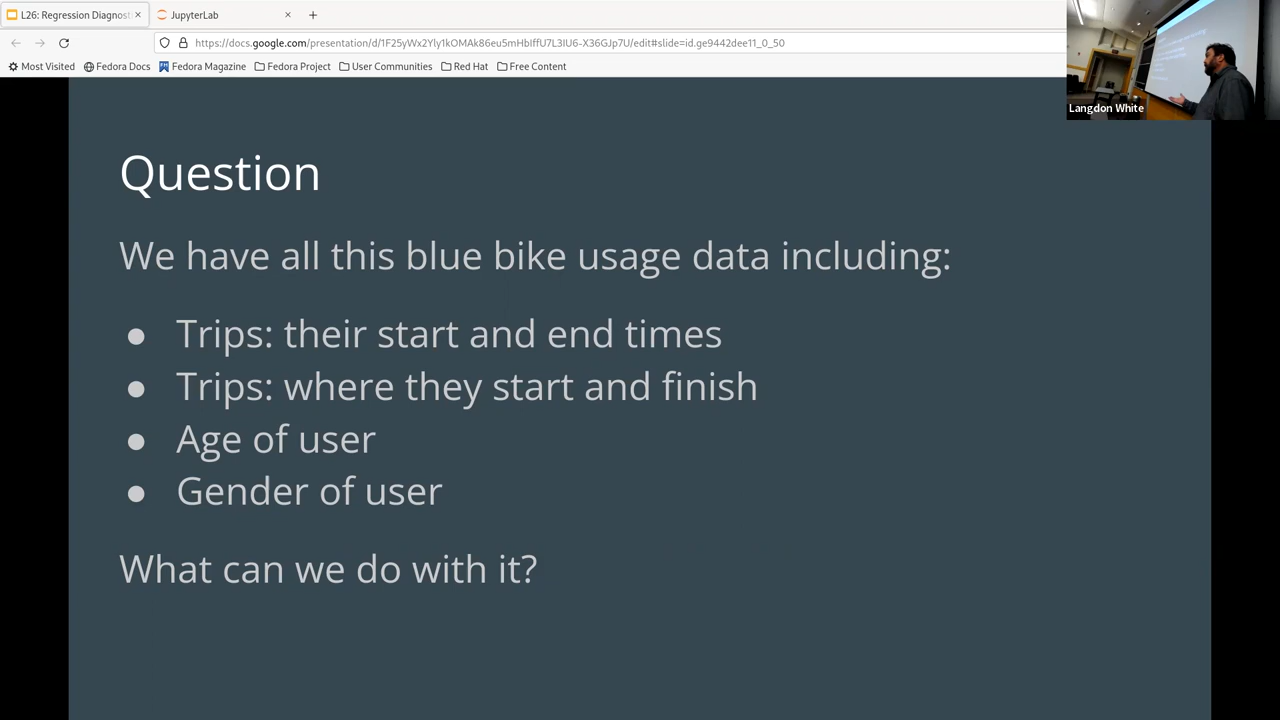 L26: Regression Diagnost
JupyterLab
https://docs.google.com/presentation/d/1F25yWx2Yly1kOMAk86eu5mHbIffU7L3IU6-X36GJp7U/edit#slide=id.ge9442dee11_0_50
Most Visited Fedora Docs Fedora Magazine Fedora Project User Communities Red Hat Free Content
Langdon White
Question
We have all this blue bike usage data including:
● Trips: their start and end times
● Trips: where they start and finish
● Age of user
● Gender of user
What can we do with it?